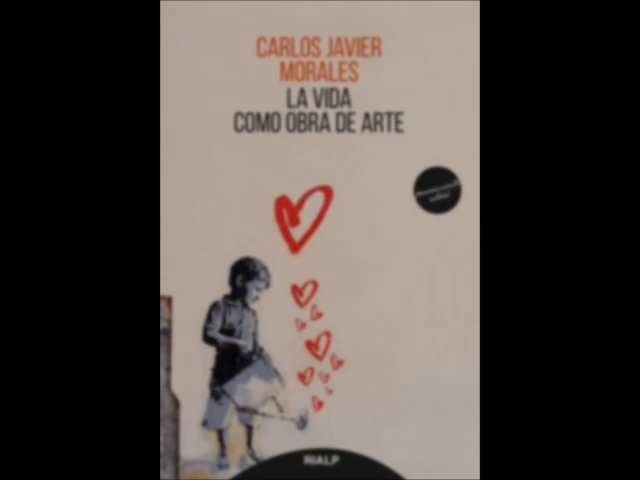 CARLOS JAVIER
MORALES
LA VIDA
COMO OBRA DE ARTE
RIALP